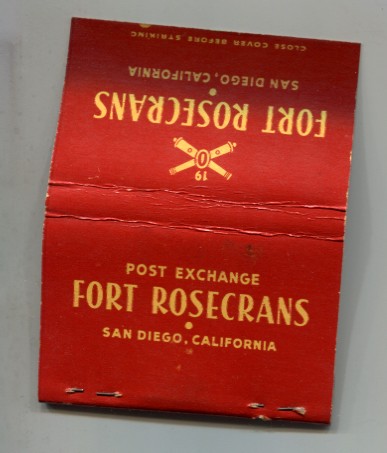 CLOSE COVER BEFORE STRIKING
SAN DIEGO, CALIFORNIA
FORT ROSECRANS
19
O
POST EXCHANGE
FORT ROSECRANS
SAN DIEGO, CALIFORNIA